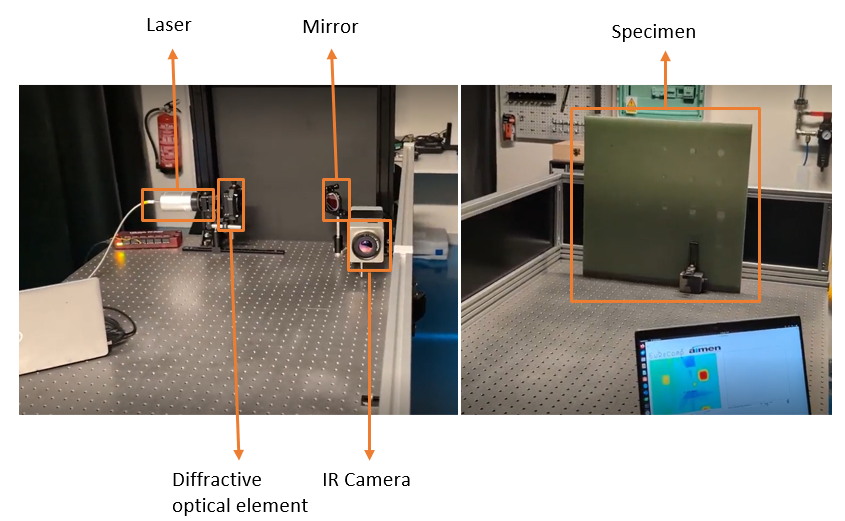 Laser
Mirror
Specimen
aimen
Diffractive
optical element
IR Camera